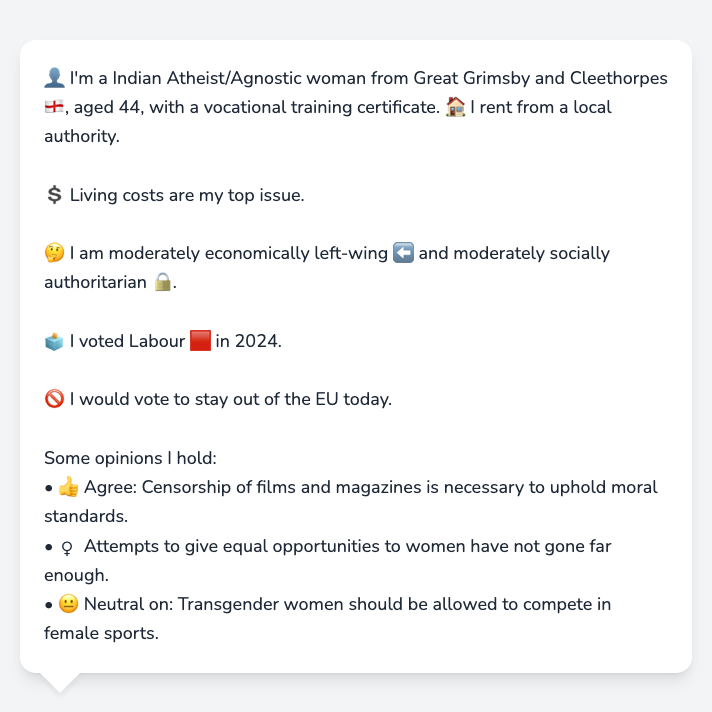 👤 I'm a Indian Atheist/Agnostic woman from Great Grimsby and Cleethorpes
🏴󠁧󠁢󠁥󠁮󠁧󠁿, aged 44, with a vocational training certificate. 🏠 I rent from a local
authority.
💲 Living costs are my top issue.
🤔 I am moderately economically left-wing ⬅️ and moderately socially
authoritarian 🔒.
🗳️ I voted Labour 🟥 in 2024.
🚫 I would vote to stay out of the EU today.
Some opinions I hold:
• 👍 Agree: Censorship of films and magazines is necessary to uphold moral
standards.
• ♀ Attempts to give equal opportunities to women have not gone far
enough.
• 😐 Neutral on: Transgender women should be allowed to compete in
female sports.